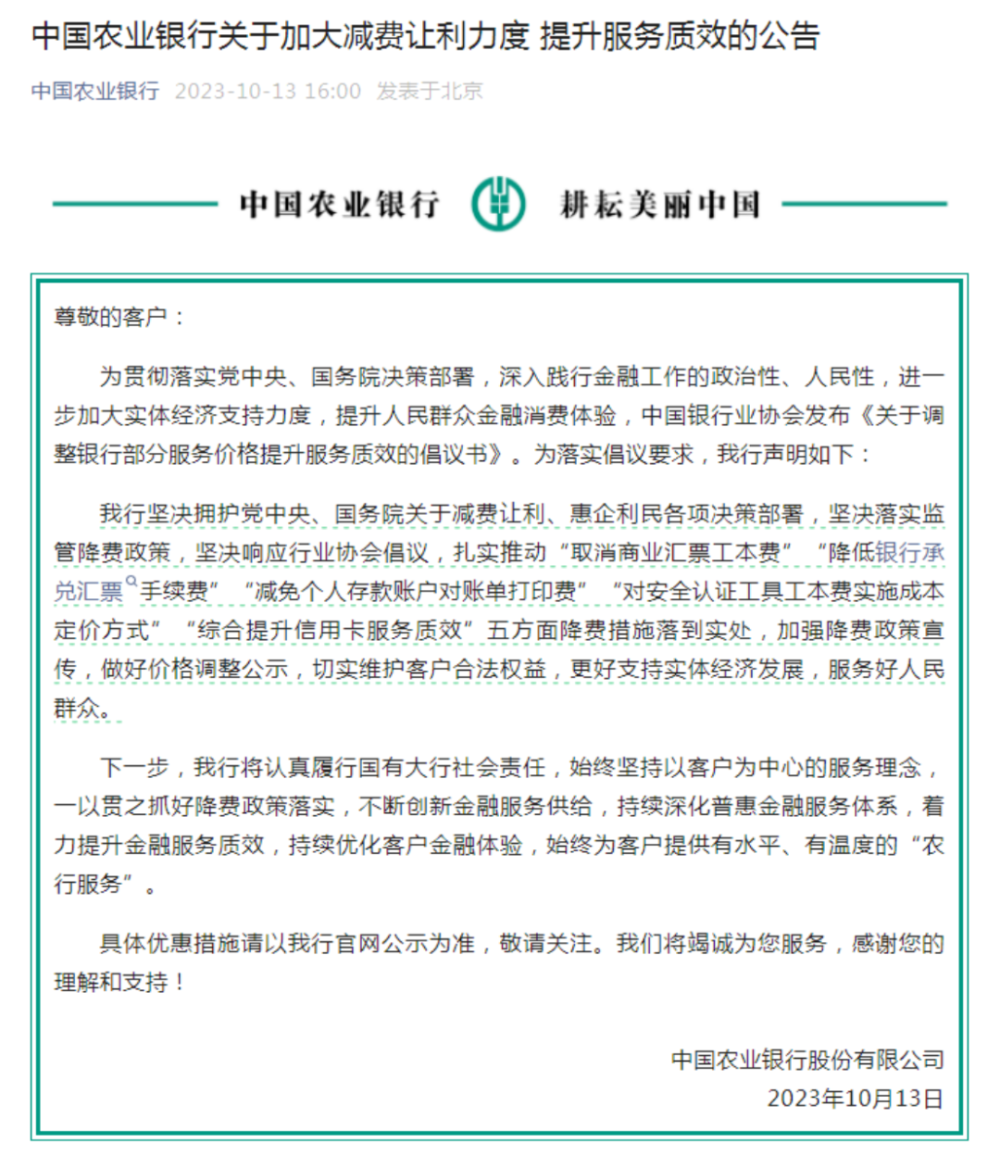 中国农业银行关于加大减费让利力度 提升服务质效的公告
中国农业银行 2023-10-13 16:00 发表于北京
中国农业银行 耕耘美丽中国
尊敬的客户：
为贯彻落实党中央、国务院决策部署，深入践行金融工作的政治性、人民性，进一
步加大实体经济支持力度，提升人民群众金融消费体验，中国银行业协会发布《关于调
整银行部分服务价格提升服务质效的倡议书》。为落实倡议要求，我行声明如下：
我行坚决拥护党中央、国务院关于减费让利、惠企利民各项决策部署，坚决落实监
管降费政策，坚决响应行业协会倡议，扎实推动“取消商业汇票工本费”“降低银行承
兑汇票手续费”“减免个人存款账户对账单打印费”“对安全认证工具工本费实施成本
定价方式”“综合提升信用卡服务质效”五方面降费措施落到实处，加强降费政策宣
传，做好价格调整公示，切实维护客户合法权益，更好支持实体经济发展，服务好人民
群众。
下一步，我行将认真履行国有大行社会责任，始终坚持以客户为中心的服务理念，
一以贯之抓好降费政策落实，不断创新金融服务供给，持续深化普惠金融服务体系，着
力提升金融服务质效，持续优化客户金融体验，始终为客户提供有水平、有温度的“农
行服务”。
具体优惠措施请以我行官网公示为准，敬请关注。我们将竭诚为您服务，感谢您的
理解和支持！
中国农业银行股份有限公司
2023年10月13日